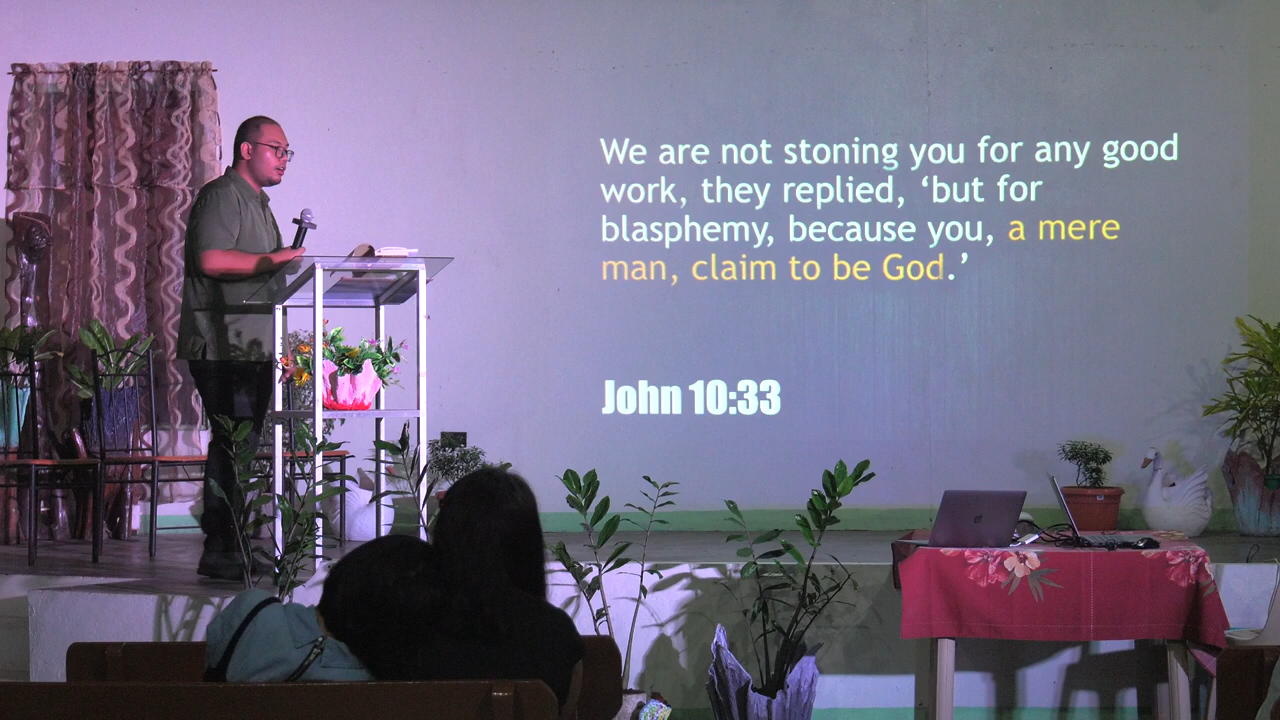 We are not stoning you for any good
work, they replied, ‘but for
blasphemy, because you, a mere
man, claim to be God.’
John 10:33